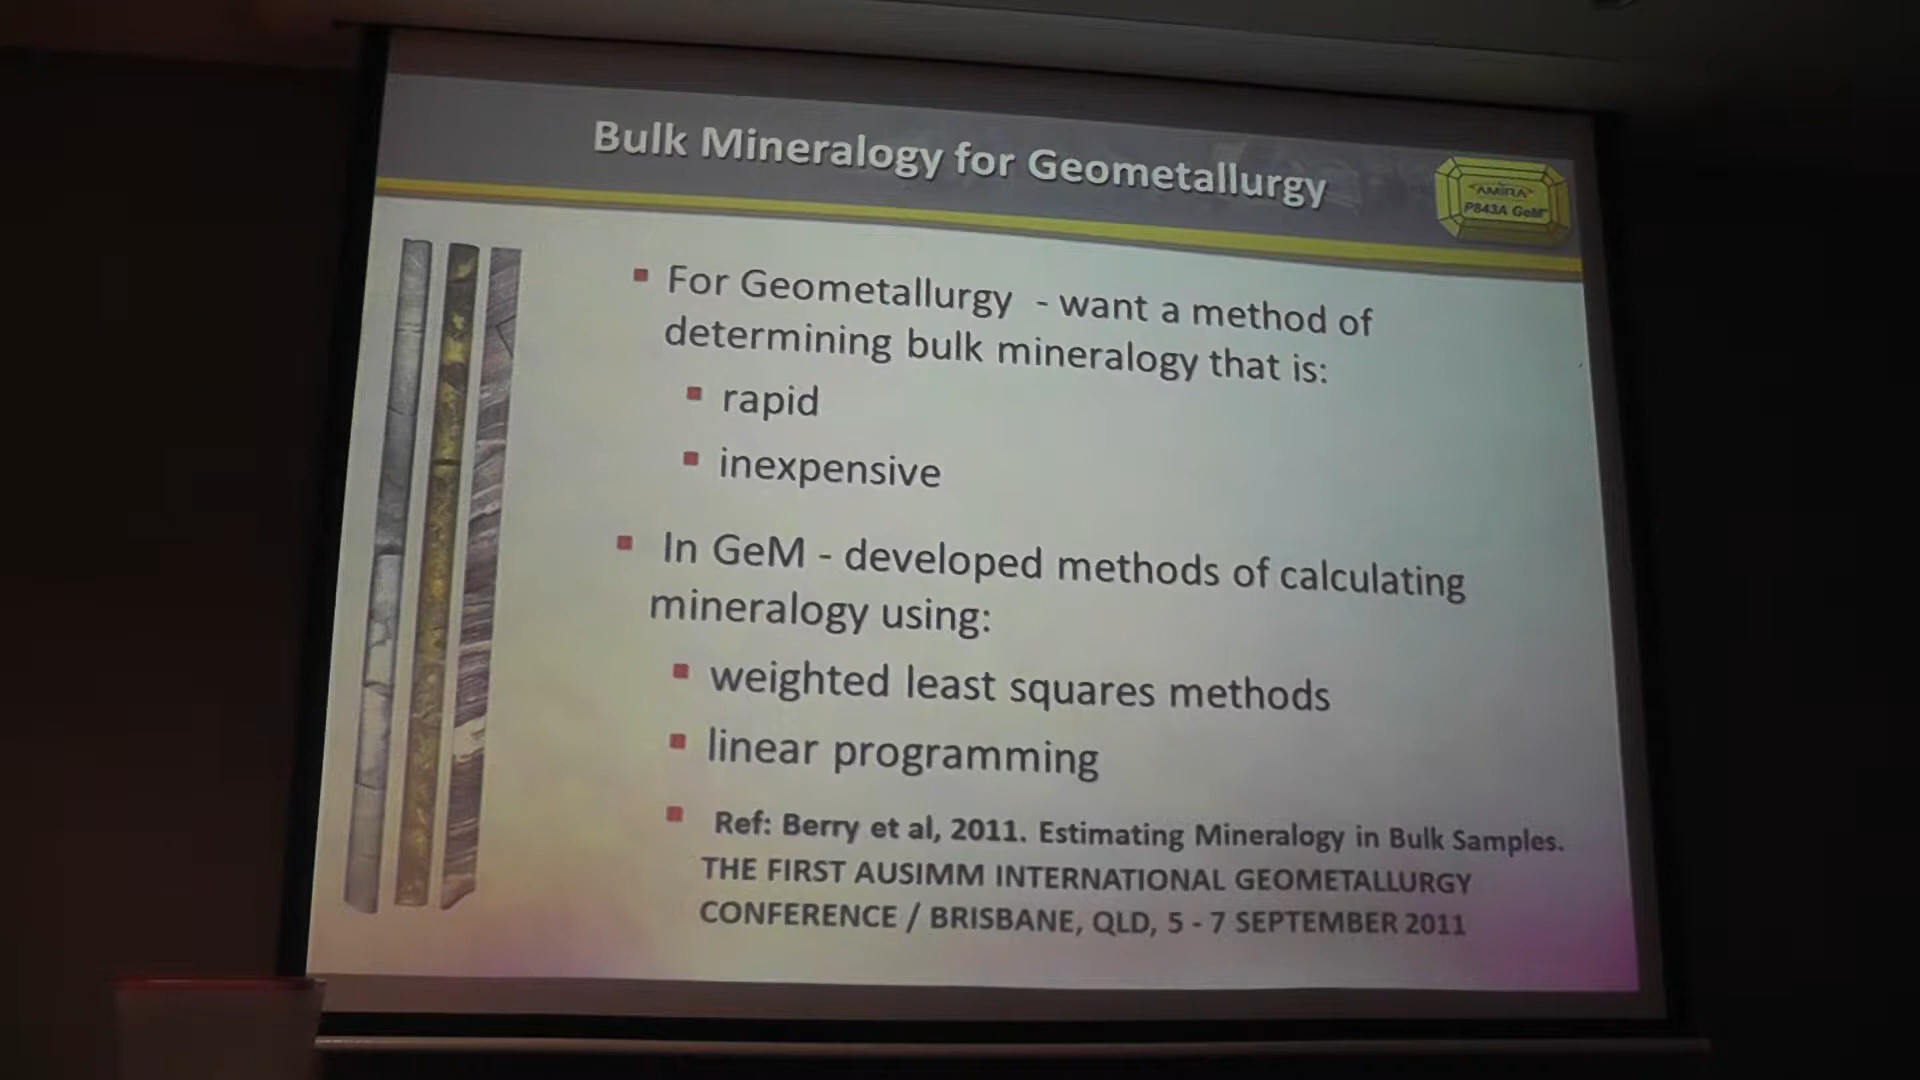 Bulk Mineralogy for Geometallurgy
<AMIRA>
P843A GeM
▪ For Geometallurgy - want a method of
determining bulk mineralogy that is:
▪ rapid
▪ inexpensive
▪ In GeM - developed methods of calculating
mineralogy using:
▪ weighted least squares methods
▪ linear programming
▪ Ref: Berry et al, 2011. Estimating Mineralogy in Bulk Samples.
THE FIRST AUSIMM INTERNATIONAL GEOMETALLURGY
CONFERENCE / BRISBANE, QLD, 5 - 7 SEPTEMBER 2011